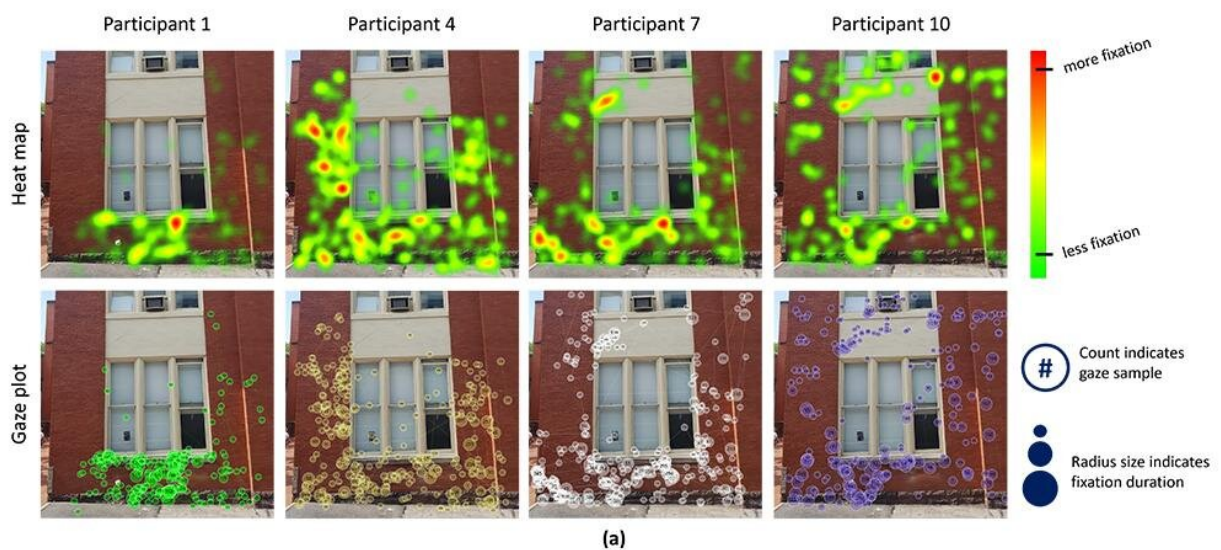 Participant 1
Participant 4
Participant 7
Participant 10
Heat map
more fixation
less fixation
Gaze plot
#
Count indicates
gaze sample
Radius size indicates
fixation duration
(a)